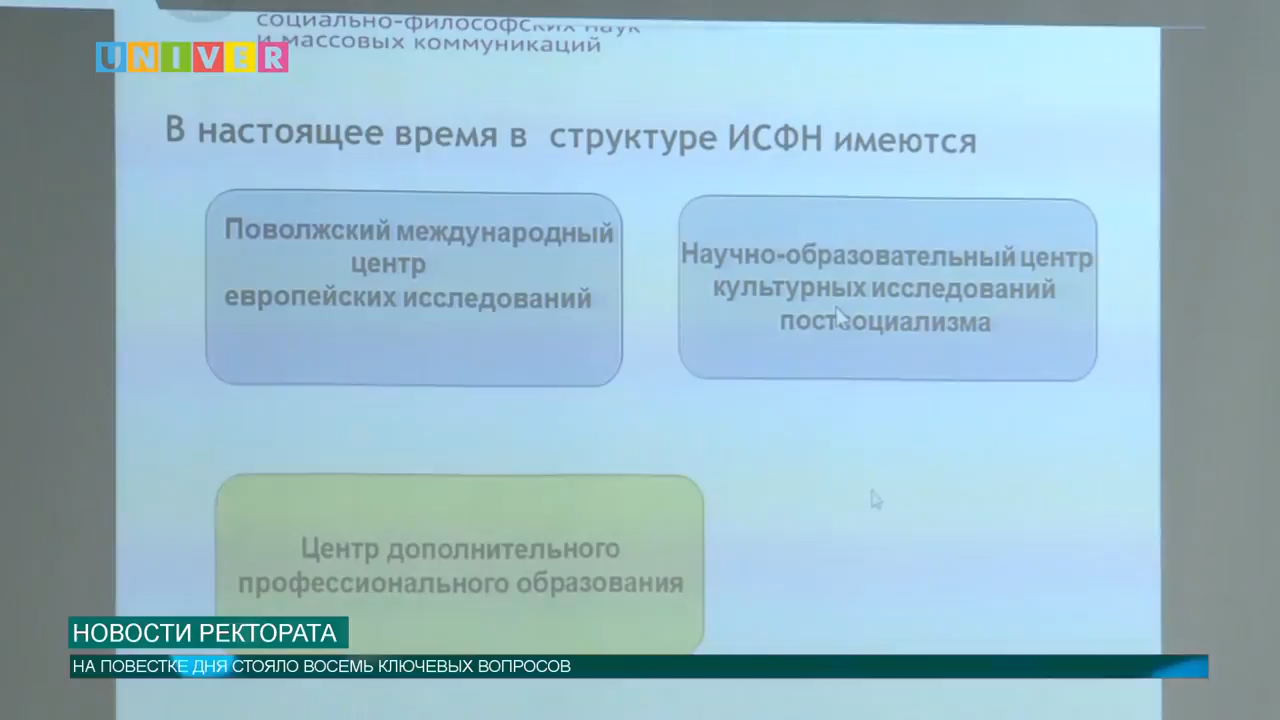 социально-философских наук
и массовых коммуникаций
UNIVER
В настоящее время в структуре ИСФН имеются
Поволжский международный
центр
европейских исследований
Научно-образовательный центр
культурных исследований
постсоциализма
Центр дополнительного
профессионального образования
НОВОСТИ РЕКТОРАТА
НА ПОВЕСТКЕ ДНЯ СТОЯЛО ВОСЕМЬ КЛЮЧЕВЫХ ВОПРОСОВ